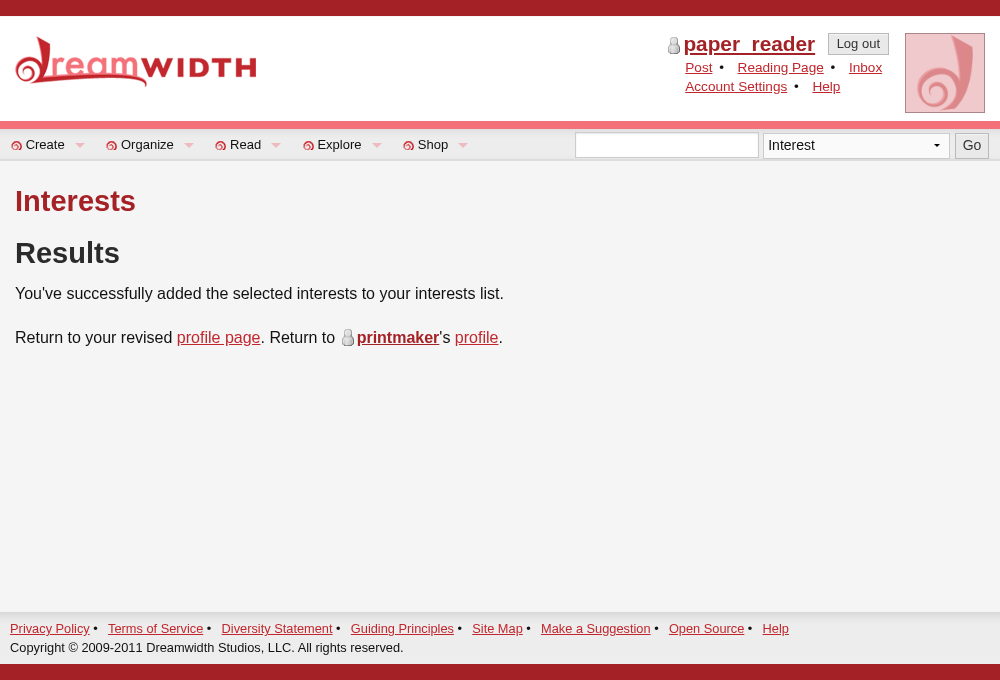 dreamwidth
paper_reader Log out
Post • Reading Page • Inbox
Account Settings • Help
Create Organize Read Explore Shop Interest Go
Interests
Results
You've successfully added the selected interests to your interests list.
Return to your revised profile page. Return to printmaker's profile.
Privacy Policy • Terms of Service • Diversity Statement • Guiding Principles • Site Map • Make a Suggestion • Open Source • Help
Copyright © 2009-2011 Dreamwidth Studios, LLC. All rights reserved.